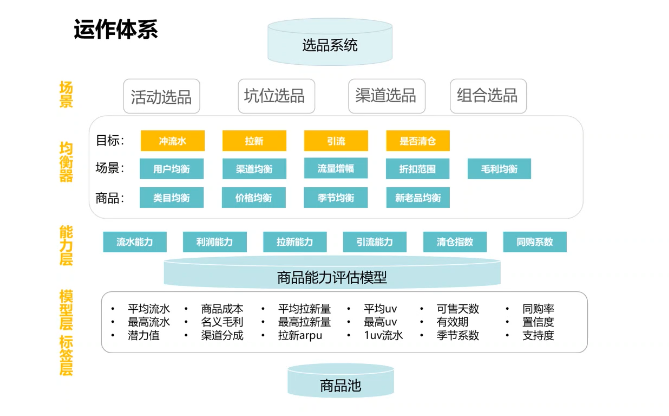 运作体系
选品系统
场景
活动选品 坑位选品 渠道选品 组合选品
均衡器
目标： 冲流水 拉新 引流 是否清仓
场景： 用户均衡 渠道均衡 流量增幅 折扣范围 毛利均衡
商品： 类目均衡 价格均衡 季节均衡 新老品均衡
能力层
流水能力 利润能力 拉新能力 引流能力 清仓指数 同购系数
商品能力评估模型
模型层
• 平均流水 • 商品成本 • 平均拉新量 • 平均uv • 可售天数 • 同购率
• 最高流水 • 名义毛利 • 最高拉新量 • 最高uv • 有效期 • 置信度
• 潜力值 • 渠道分成 • 拉新arpu • 1uv流水 • 季节系数 • 支持度
标签层
商品池